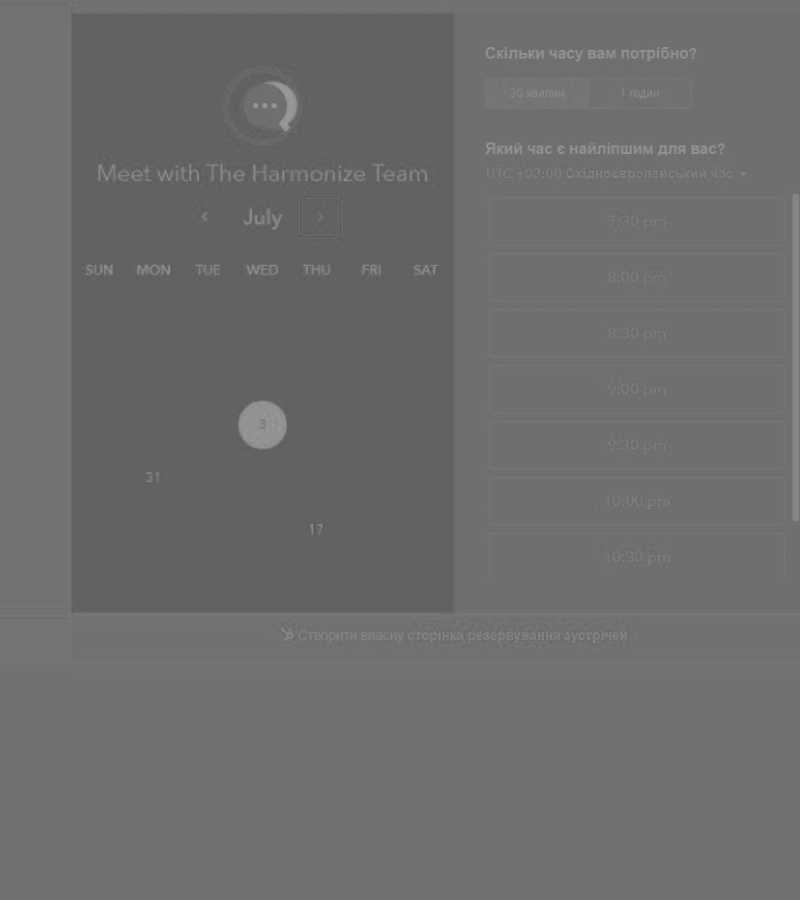 Meet with The Harmonize Team
July
SUN MON TUE WED THU FRI SAT
3
31
17
Скільки часу вам потрібно?
30 хвилин 1 годин
Який час є найліпшим для вас?
UTC +03:00 Східноєвропейський час
7:30 pm
8:00 pm
8:30 pm
9:00 pm
9:30 pm
10:00 pm
10:30 pm
Створити власну сторінка резервування зустрічей